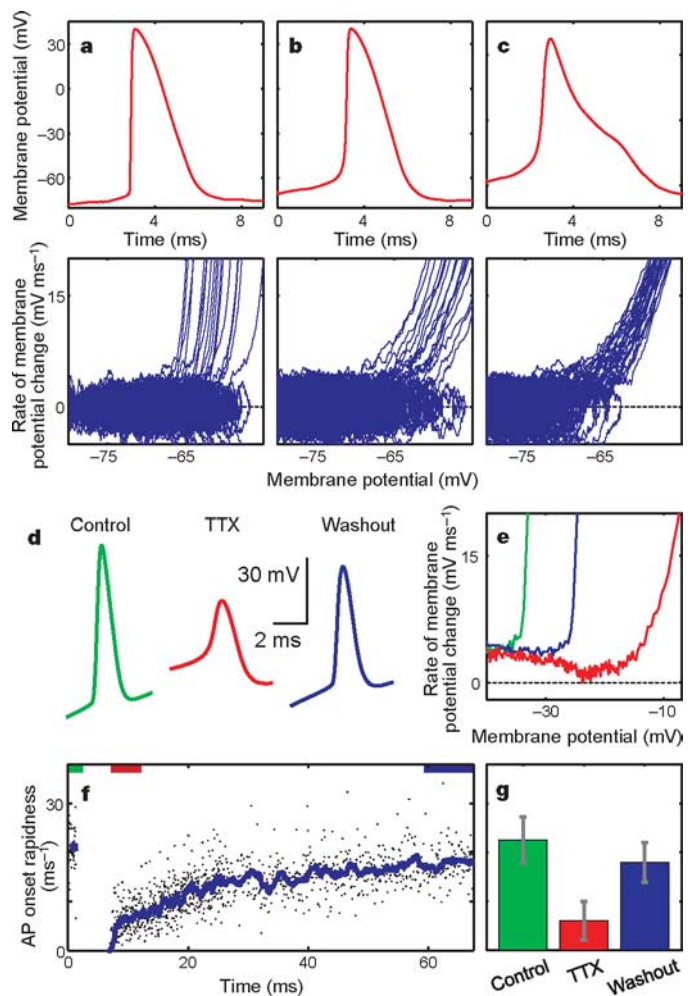 a
b
c
Membrane potential (mV)
30
0
−30
−60
0 4 8
0 4 8
0 4 8
Time (ms)
Time (ms)
Time (ms)
Rate of membrane
potential change (mV ms⁻¹)
15
0
−75 −65
−75 −65
−75 −65
Membrane potential (mV)
d
Control
TTX
Washout
30 mV
2 ms
e
Rate of membrane
potential change (mV ms⁻¹)
15
0
−30 −10
Membrane potential (mV)
f
AP onset rapidness
(ms⁻¹)
30
0
0 20 40 60
Time (ms)
g
Control
TTX
Washout